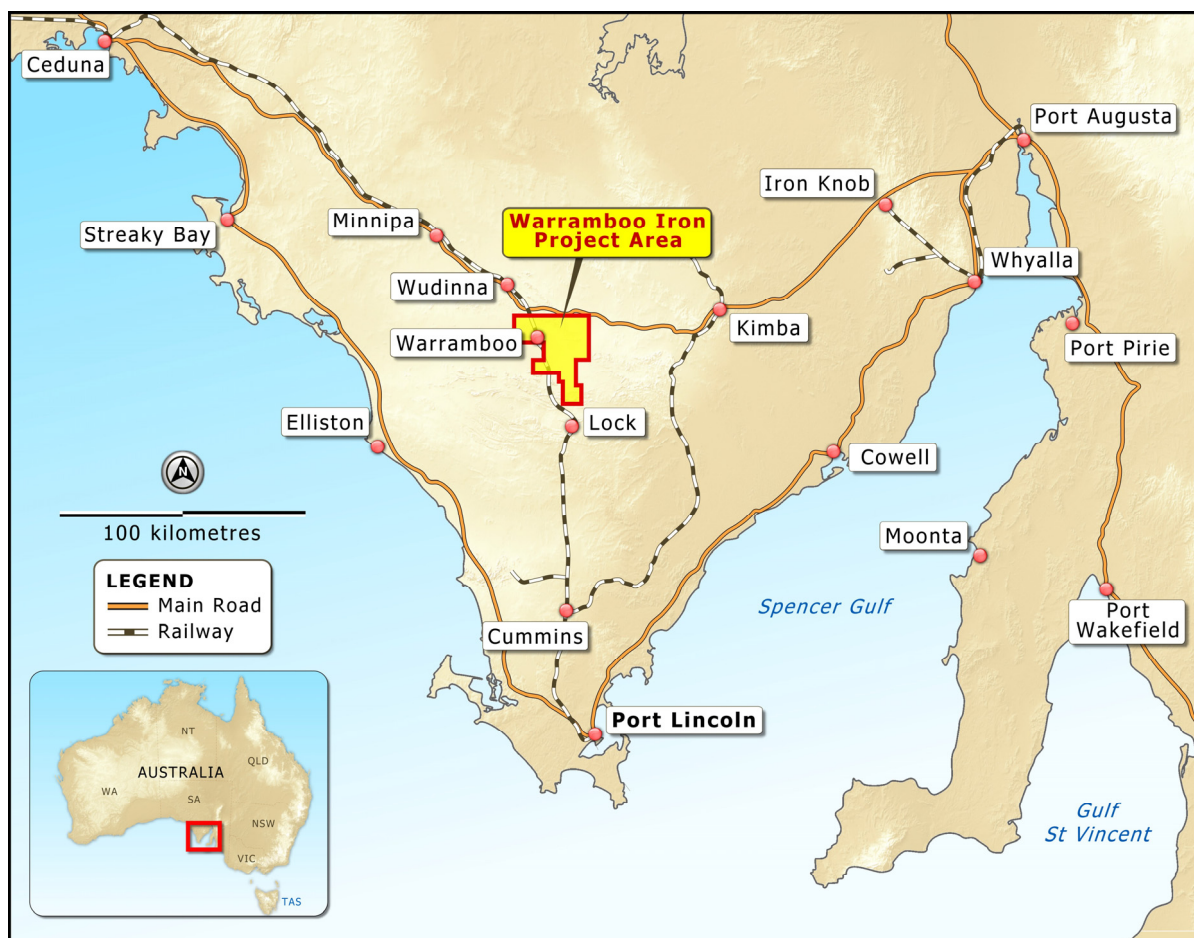 Ceduna
Port Augusta
Iron Knob
Streaky Bay
Minnipa
Warramboo Iron
Project Area
Whyalla
Wudinna
Kimba
Warramboo
Port Pirie
Elliston
Lock
Cowell
N
100 kilometres
Moonta
LEGEND
Main Road
Railway
Spencer Gulf
Port
Wakefield
Cummins
Port Lincoln
NT
QLD
AUSTRALIA
WA
SA
NSW
VIC
TAS
Gulf
St Vincent